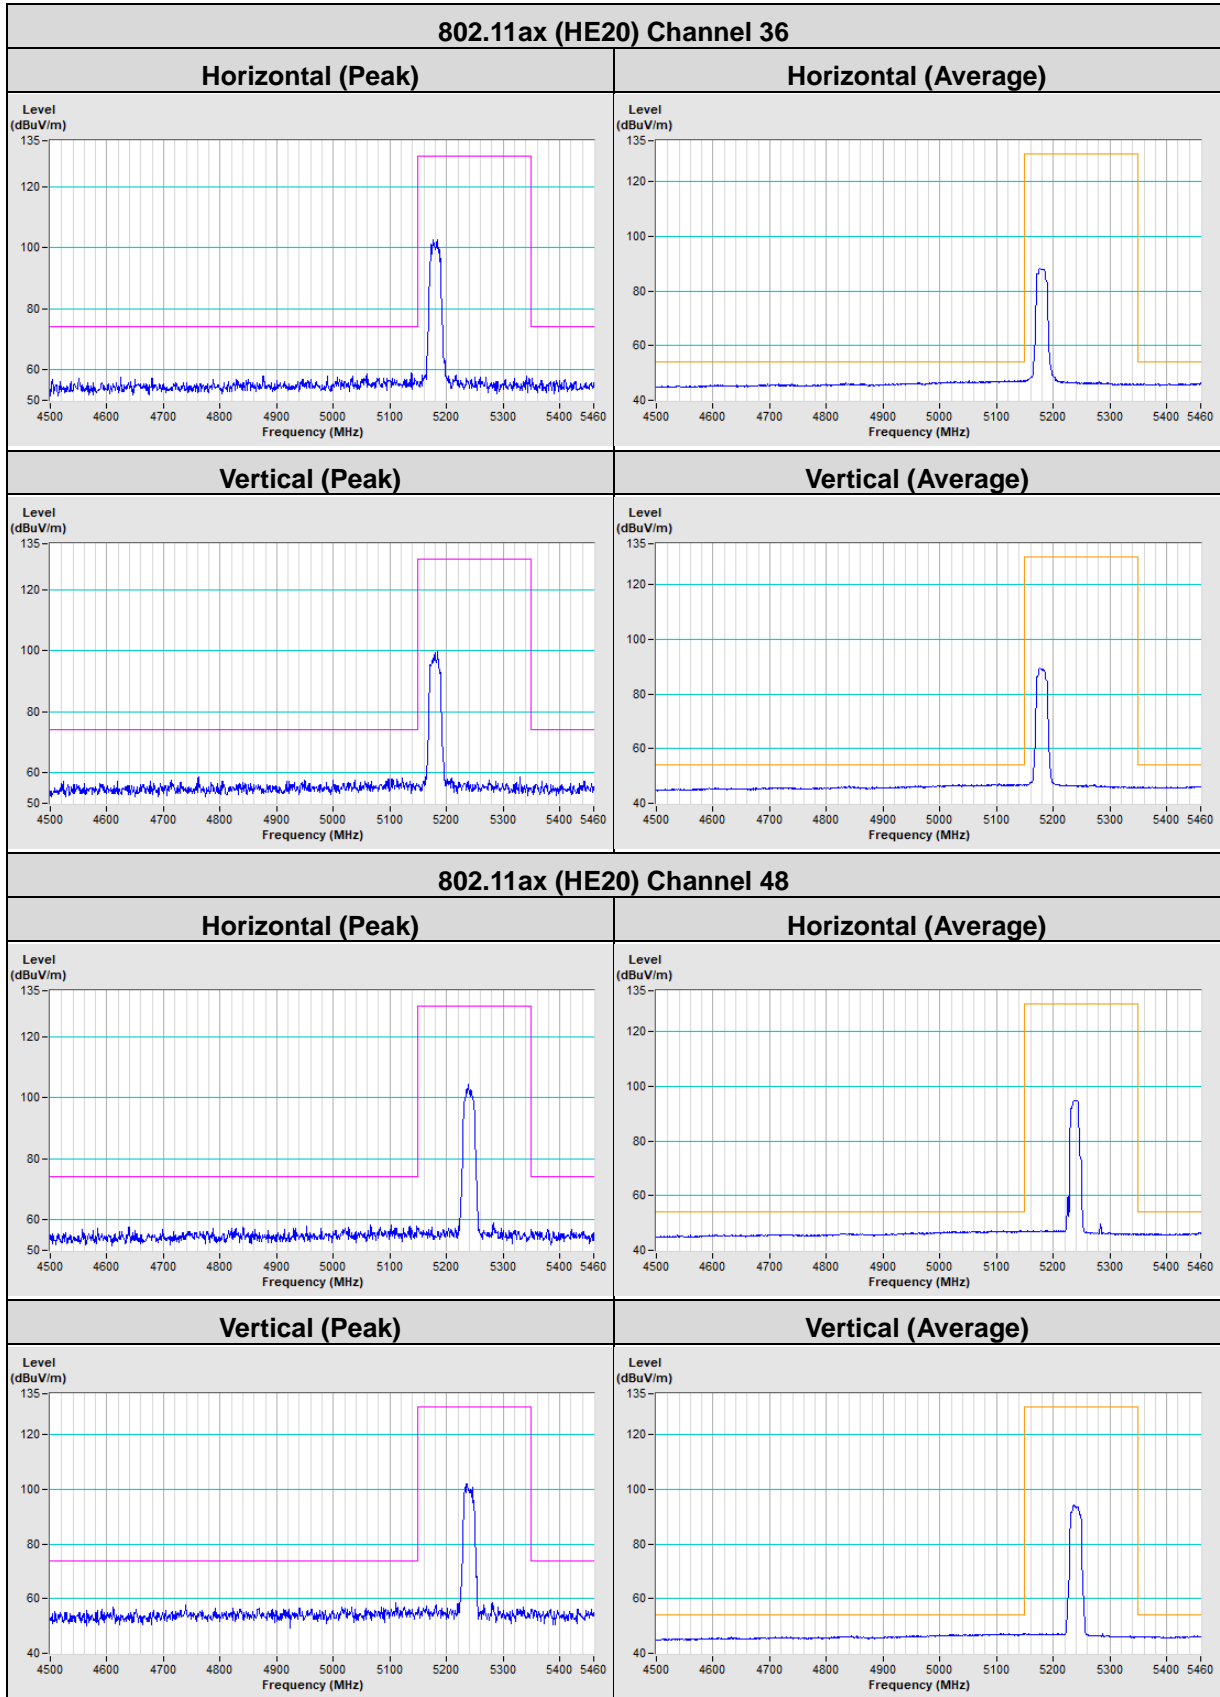 802.11ax (HE20) Channel 36
Horizontal (Peak)
Horizontal (Average)
Level
(dBuV/m)
135
120
100
80
60
50
4500 4600 4700 4800 4900 5000 5100 5200 5300 5400 5460
Frequency (MHz)
Level
(dBuV/m)
135
120
100
80
60
40
4500 4600 4700 4800 4900 5000 5100 5200 5300 5400 5460
Frequency (MHz)
Vertical (Peak)
Vertical (Average)
Level
(dBuV/m)
135
120
100
80
60
50
4500 4600 4700 4800 4900 5000 5100 5200 5300 5400 5460
Frequency (MHz)
Level
(dBuV/m)
135
120
100
80
60
40
4500 4600 4700 4800 4900 5000 5100 5200 5300 5400 5460
Frequency (MHz)
802.11ax (HE20) Channel 48
Horizontal (Peak)
Horizontal (Average)
Level
(dBuV/m)
135
120
100
80
60
50
4500 4600 4700 4800 4900 5000 5100 5200 5300 5400 5460
Frequency (MHz)
Level
(dBuV/m)
135
120
100
80
60
40
4500 4600 4700 4800 4900 5000 5100 5200 5300 5400 5460
Frequency (MHz)
Vertical (Peak)
Vertical (Average)
Level
(dBuV/m)
135
120
100
80
60
40
4500 4600 4700 4800 4900 5000 5100 5200 5300 5400 5460
Frequency (MHz)
Level
(dBuV/m)
135
120
100
80
60
40
4500 4600 4700 4800 4900 5000 5100 5200 5300 5400 5460
Frequency (MHz)